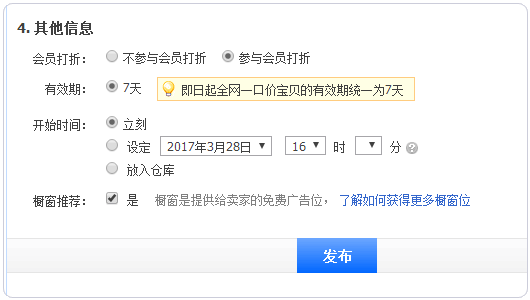 4. 其他信息
会员打折： 不参与会员打折 参与会员打折
有效期： 7天 即日起全网一口价宝贝的有效期统一为7天
开始时间： 立刻
设定 2017年3月28日 16 时 分
放入仓库
橱窗推荐： 是 橱窗是提供给卖家的免费广告位，了解如何获得更多橱窗位
发布